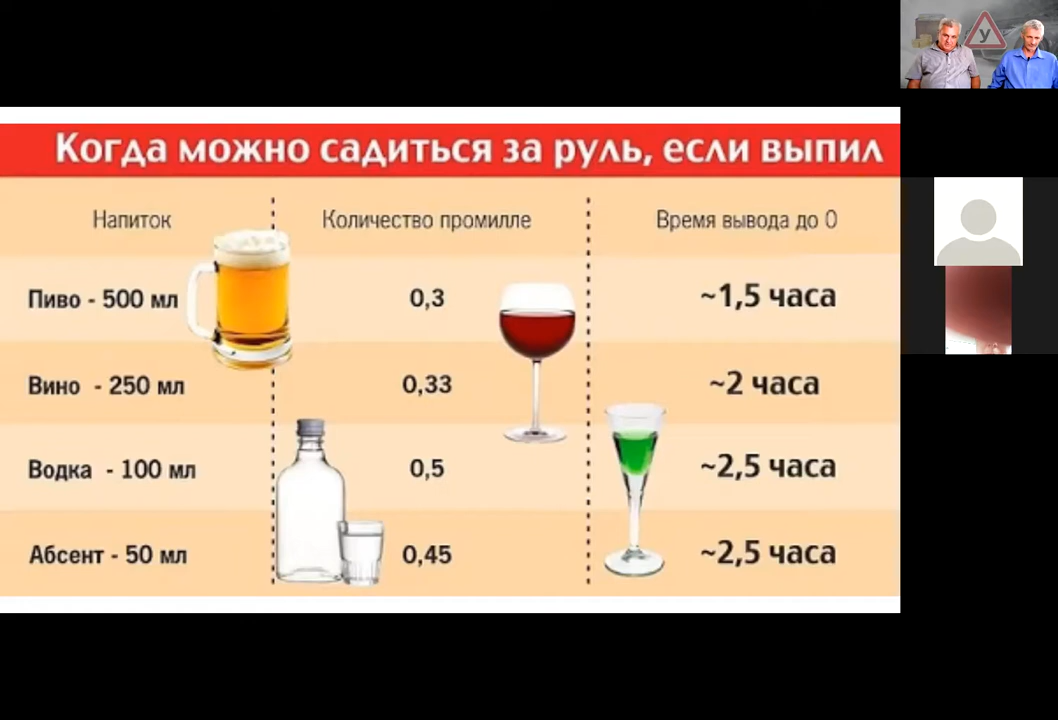 У
Когда можно садиться за руль, если выпил
Напиток Количество промилле Время вывода до 0
Пиво - 500 мл 0,3 ~1,5 часа
Вино - 250 мл 0,33 ~2 часа
Водка - 100 мл 0,5 ~2,5 часа
Абсент - 50 мл 0,45 ~2,5 часа